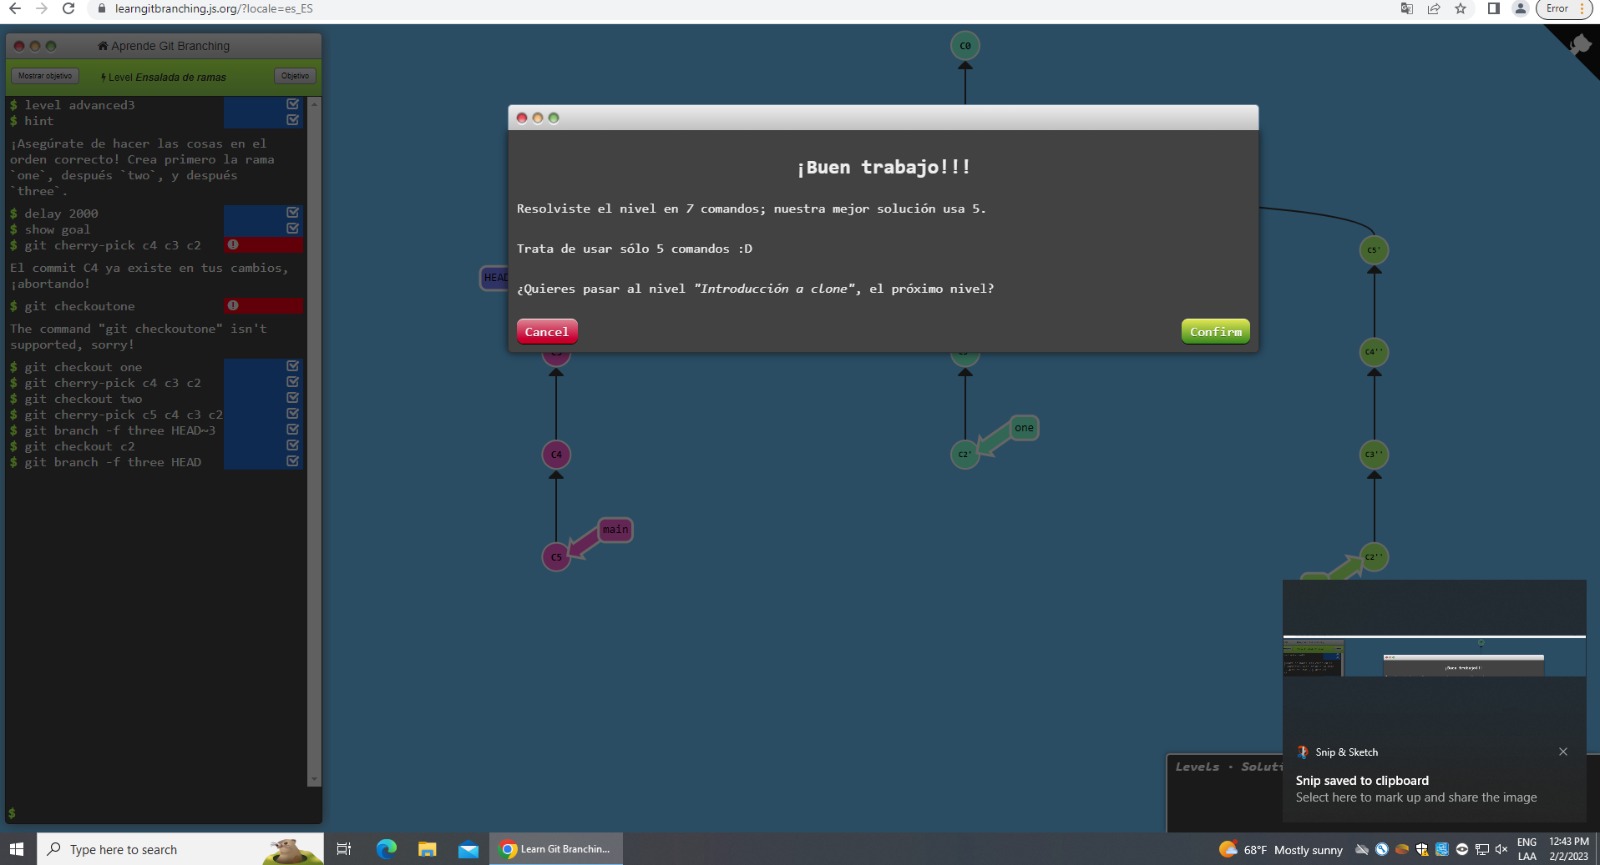 learngitbranching.js.org/?locale=es_ES
Error
Aprende Git Branching
Mostrar objetivo
Level Ensalada de ramas
Objetivo
$ level advanced3
$ hint
¡Asegúrate de hacer las cosas en el
orden correcto! Crea primero la rama
`one`, después `two`, y después
`three`.
$ delay 2000
$ show goal
$ git cherry-pick c4 c3 c2
El commit C4 ya existe en tus cambios,
¡abortando!
$ git checkoutone
The command "git checkoutone" isn't
supported, sorry!
$ git checkout one
$ git cherry-pick c4 c3 c2
$ git checkout two
$ git cherry-pick c5 c4 c3 c2
$ git branch -f three HEAD~3
$ git checkout c2
$ git branch -f three HEAD
$
C0
¡Buen trabajo!!!
Resolviste el nivel en 7 comandos; nuestra mejor solución usa 5.
Trata de usar sólo 5 comandos :D
¿Quieres pasar al nivel "Introducción a clone", el próximo nivel?
Cancel
Confirm
HEAD
C5'
C4''
one
C4
C2'
C3''
main
C5
C2''
Levels · Soluti
Snip & Sketch
Snip saved to clipboard
Select here to mark up and share the image
Type here to search
Learn Git Branchin...
68°F Mostly sunny
ENG
LAA
12:43 PM
2/2/2023